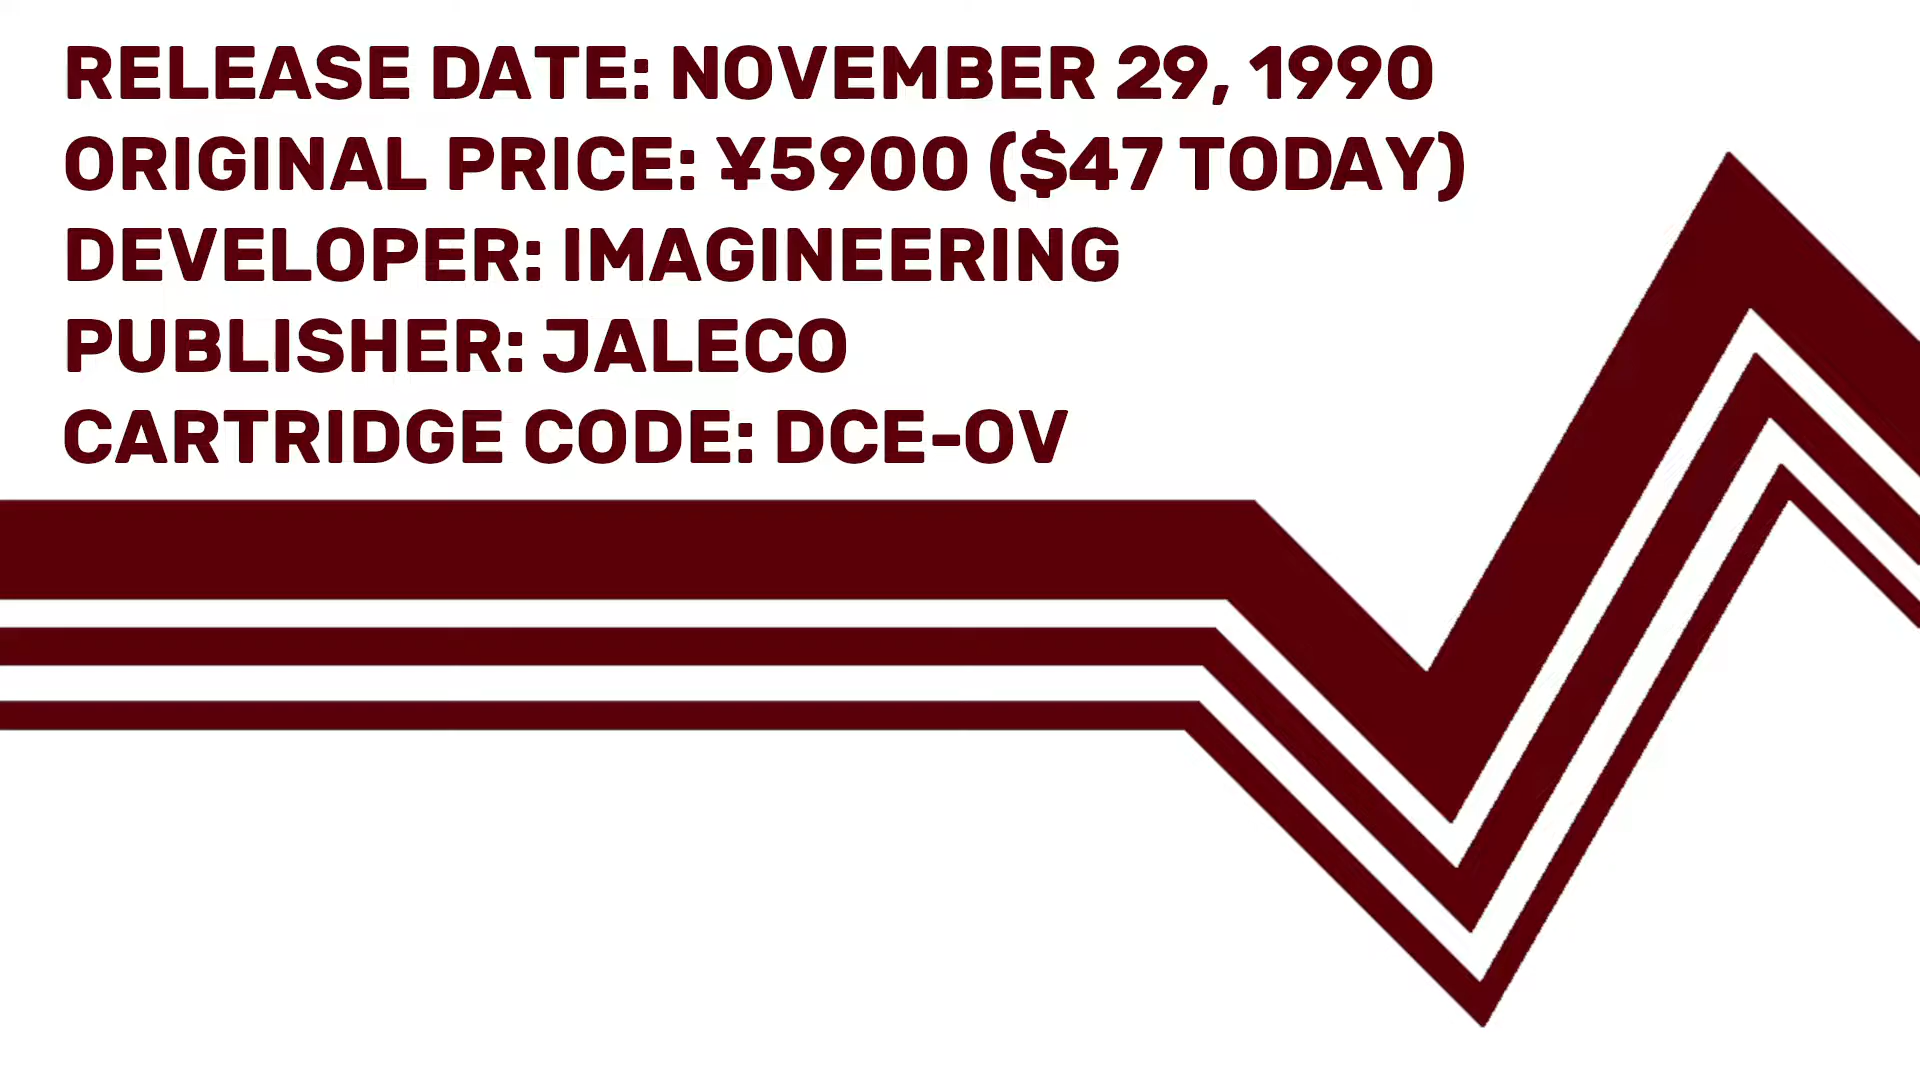 RELEASE DATE: NOVEMBER 29, 1990
ORIGINAL PRICE: ¥5900 ($47 TODAY)
DEVELOPER: IMAGINEERING
PUBLISHER: JALECO
CARTRIDGE CODE: DCE-OV